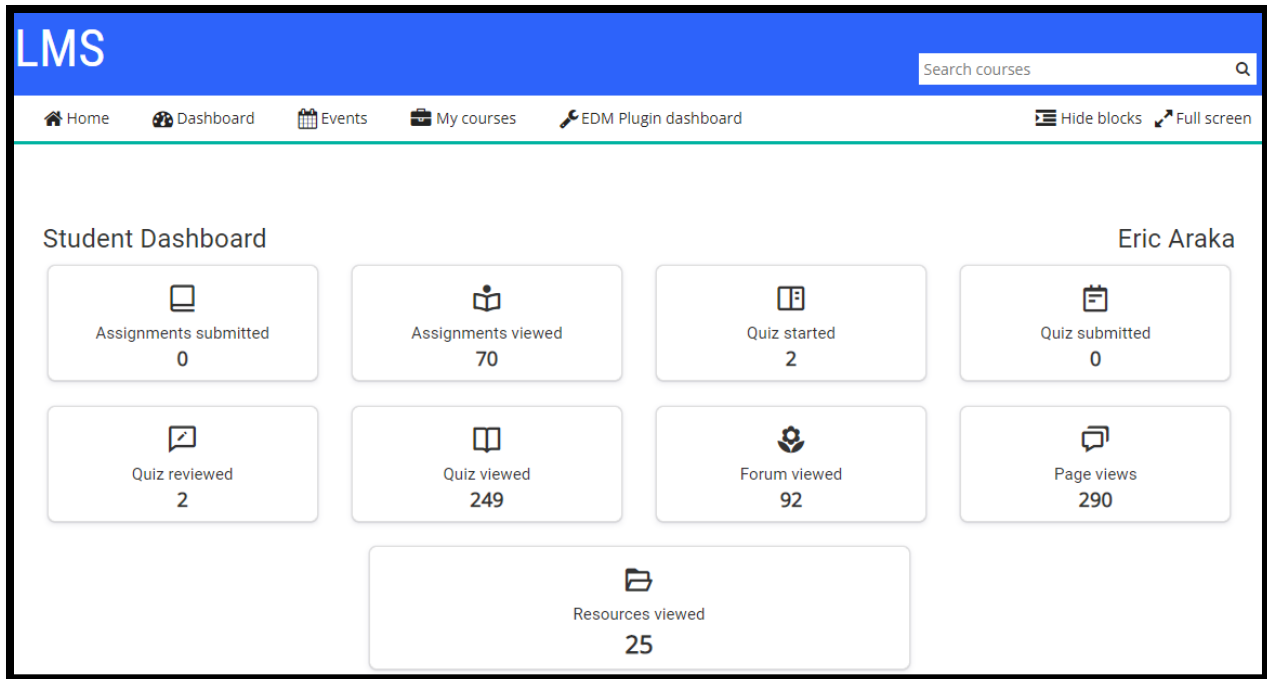 LMS
Search courses
Home Dashboard Events My courses EDM Plugin dashboard Hide blocks Full screen
Student Dashboard Eric Araka
Assignments submitted Assignments viewed Quiz started Quiz submitted
0 70 2 0
Quiz reviewed Quiz viewed Forum viewed Page views
2 249 92 290
Resources viewed
25